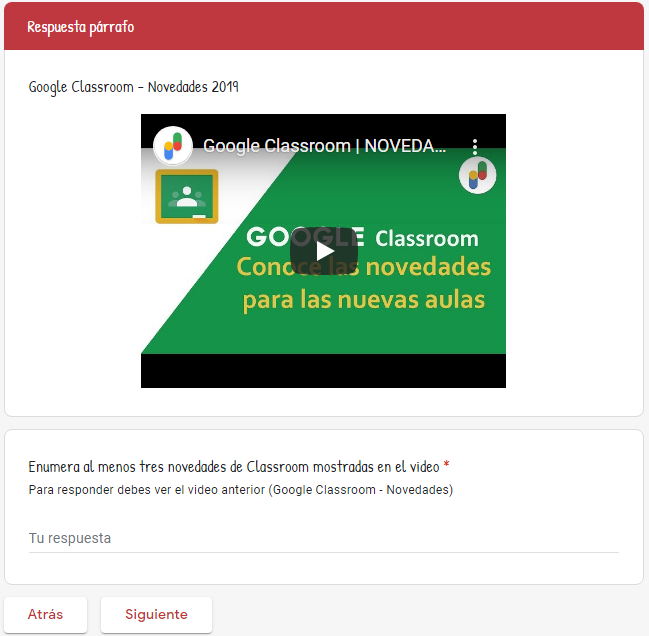 Respuesta párrafo
Google Classroom - Novedades 2019
Google Classroom | NOVEDA...
GOOGLE Classroom
Conoce las novedades
para las nuevas aulas
Enumera al menos tres novedades de Classroom mostradas en el video *
Para responder debes ver el video anterior (Google Classroom - Novedades)
Tu respuesta
Atrás
Siguiente